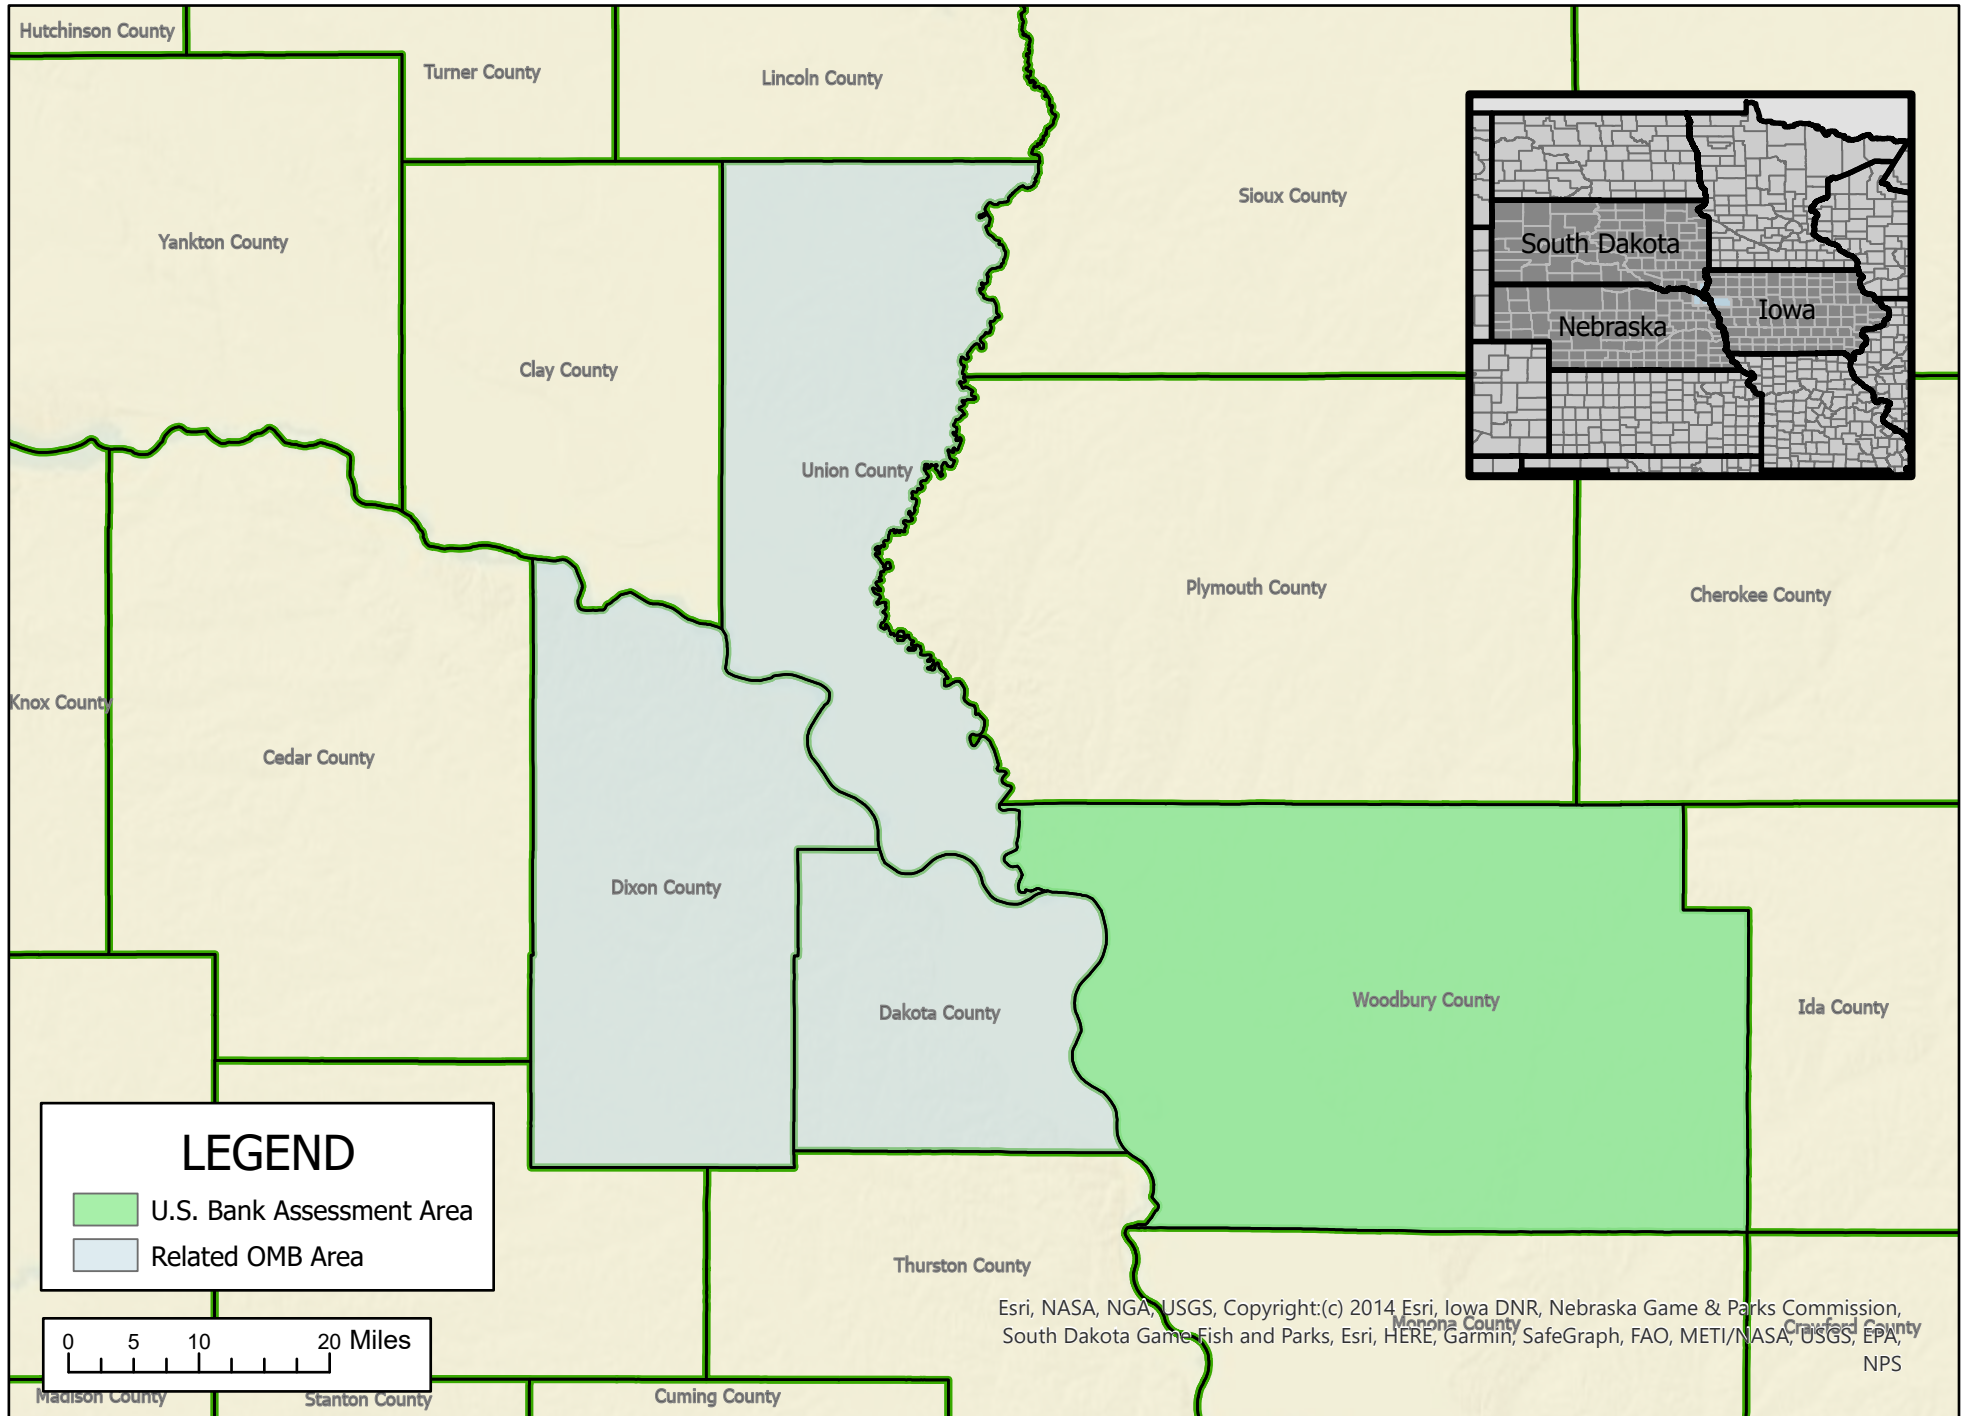 Hutchinson County
Turner County
Lincoln County
Sioux County
Yankton County
South Dakota
Iowa
Nebraska
Clay County
Union County
Plymouth County
Cherokee County
Knox County
Cedar County
Dixon County
Dakota County
Woodbury County
Ida County
LEGEND
U.S. Bank Assessment Area
Related OMB Area
Thurston County
Monona County
Crawford County
Esri, NASA, NGA, USGS, Copyright:(c) 2014 Esri, Iowa DNR, Nebraska Game & Parks Commission,
South Dakota Game Fish and Parks, Esri, HERE, Garmin, SafeGraph, FAO, METI/NASA, USGS, EPA,
NPS
0 5 10 20 Miles
Madison County
Stanton County
Cuming County